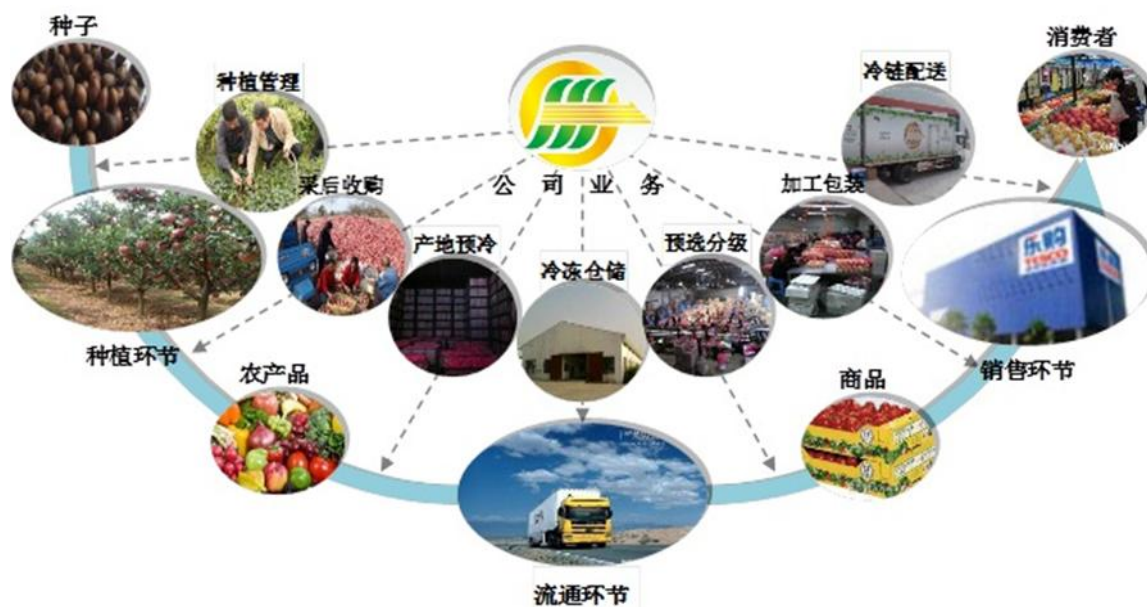 种子
消费者
种植管理
冷链配送
采后收购
公司业务
加工包装
产地预冷
预选分级
冷冻仓储
乐购
TESCO
种植环节
销售环节
农产品
商品
流通环节